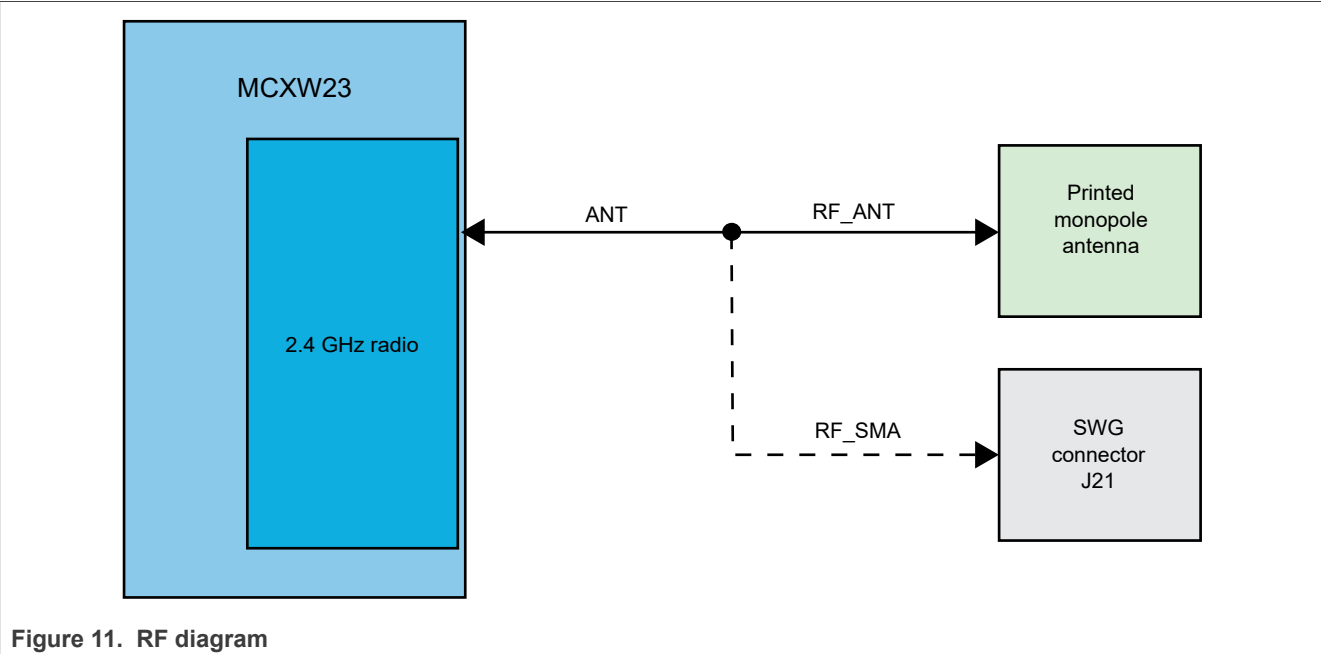 MCXW23
2.4 GHz radio
ANT
RF_ANT
Printed
monopole
antenna
RF_SMA
SWG
connector
J21
Figure 11. RF diagram